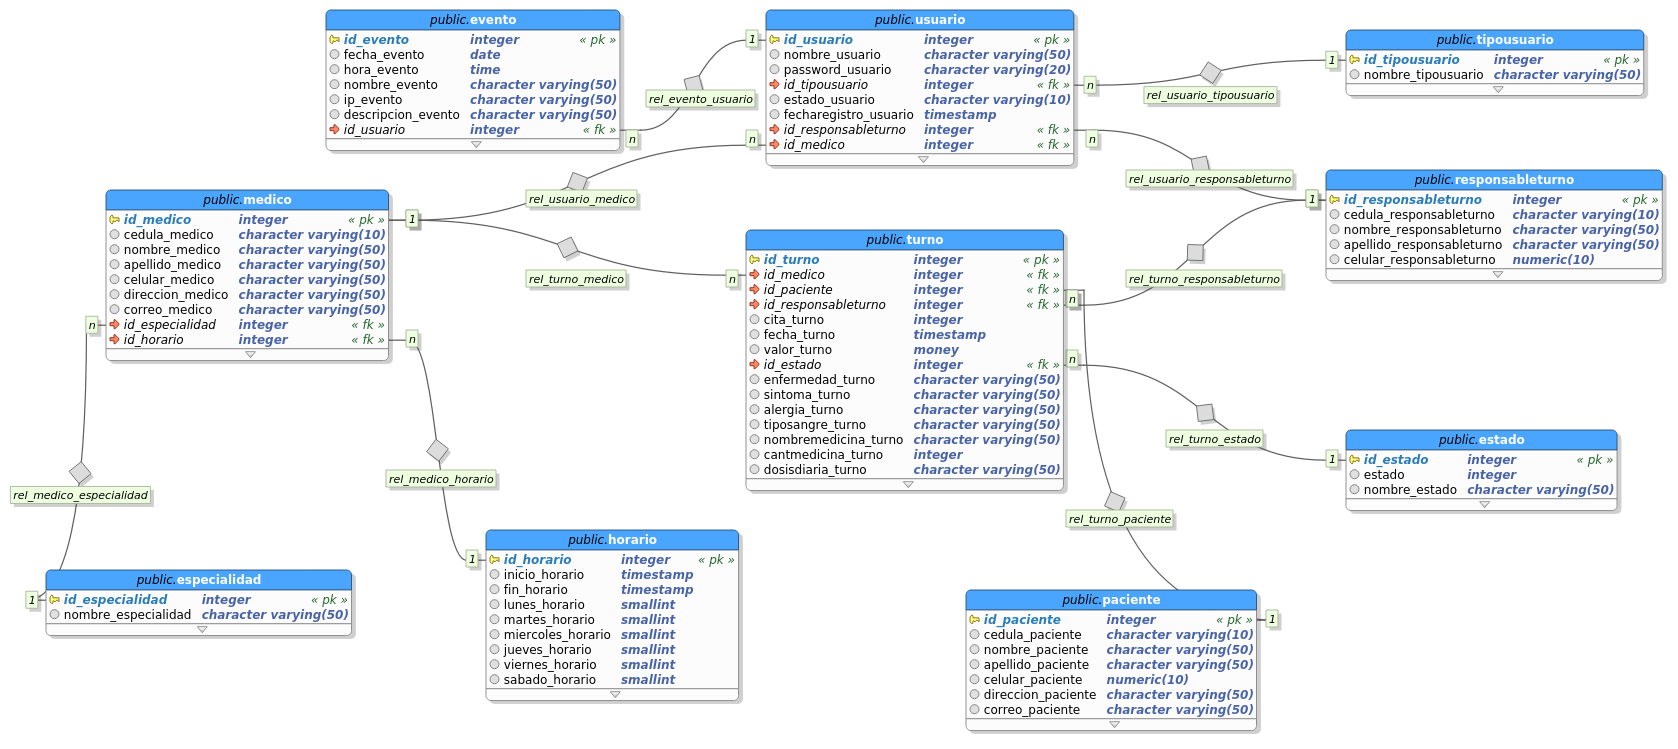 public.evento
id_evento integer « pk »
fecha_evento date
hora_evento time
nombre_evento character varying(50)
ip_evento character varying(50)
descripcion_evento character varying(50)
id_usuario integer « fk »
n
1
rel_evento_usuario
public.usuario
id_usuario integer « pk »
nombre_usuario character varying(50)
password_usuario character varying(20)
id_tipousuario integer « fk »
estado_usuario character varying(10)
fecharegistro_usuario timestamp
id_responsableturno integer « fk »
id_medico integer « fk »
n
n
n
1
rel_usuario_tipousuario
public.tipousuario
id_tipousuario integer « pk »
nombre_tipousuario character varying(50)
rel_usuario_medico
rel_usuario_responsableturno
1
public.responsableturno
id_responsableturno integer « pk »
cedula_responsableturno character varying(10)
nombre_responsableturno character varying(50)
apellido_responsableturno character varying(50)
celular_responsableturno numeric(10)
public.medico
id_medico integer « pk »
cedula_medico character varying(10)
nombre_medico character varying(50)
apellido_medico character varying(50)
celular_medico character varying(50)
direccion_medico character varying(50)
correo_medico character varying(50)
id_especialidad integer « fk »
id_horario integer « fk »
1
n
n
rel_turno_medico
n
public.turno
id_turno integer « pk »
id_medico integer « fk »
id_paciente integer « fk »
id_responsableturno integer « fk »
cita_turno integer
fecha_turno timestamp
valor_turno money
id_estado integer « fk »
enfermedad_turno character varying(50)
sintoma_turno character varying(50)
alergia_turno character varying(50)
tiposangre_turno character varying(50)
nombremedicina_turno character varying(50)
cantmedicina_turno integer
dosisdiaria_turno character varying(50)
n
n
rel_turno_responsableturno
rel_turno_estado
1
public.estado
id_estado integer « pk »
estado integer
nombre_estado character varying(50)
rel_medico_especialidad
rel_medico_horario
rel_turno_paciente
1
public.especialidad
id_especialidad integer « pk »
nombre_especialidad character varying(50)
1
public.horario
id_horario integer « pk »
inicio_horario timestamp
fin_horario timestamp
lunes_horario smallint
martes_horario smallint
miercoles_horario smallint
jueves_horario smallint
viernes_horario smallint
sabado_horario smallint
public.paciente
id_paciente integer « pk »
cedula_paciente character varying(10)
nombre_paciente character varying(50)
apellido_paciente character varying(50)
celular_paciente numeric(10)
direccion_paciente character varying(50)
correo_paciente character varying(50)
1